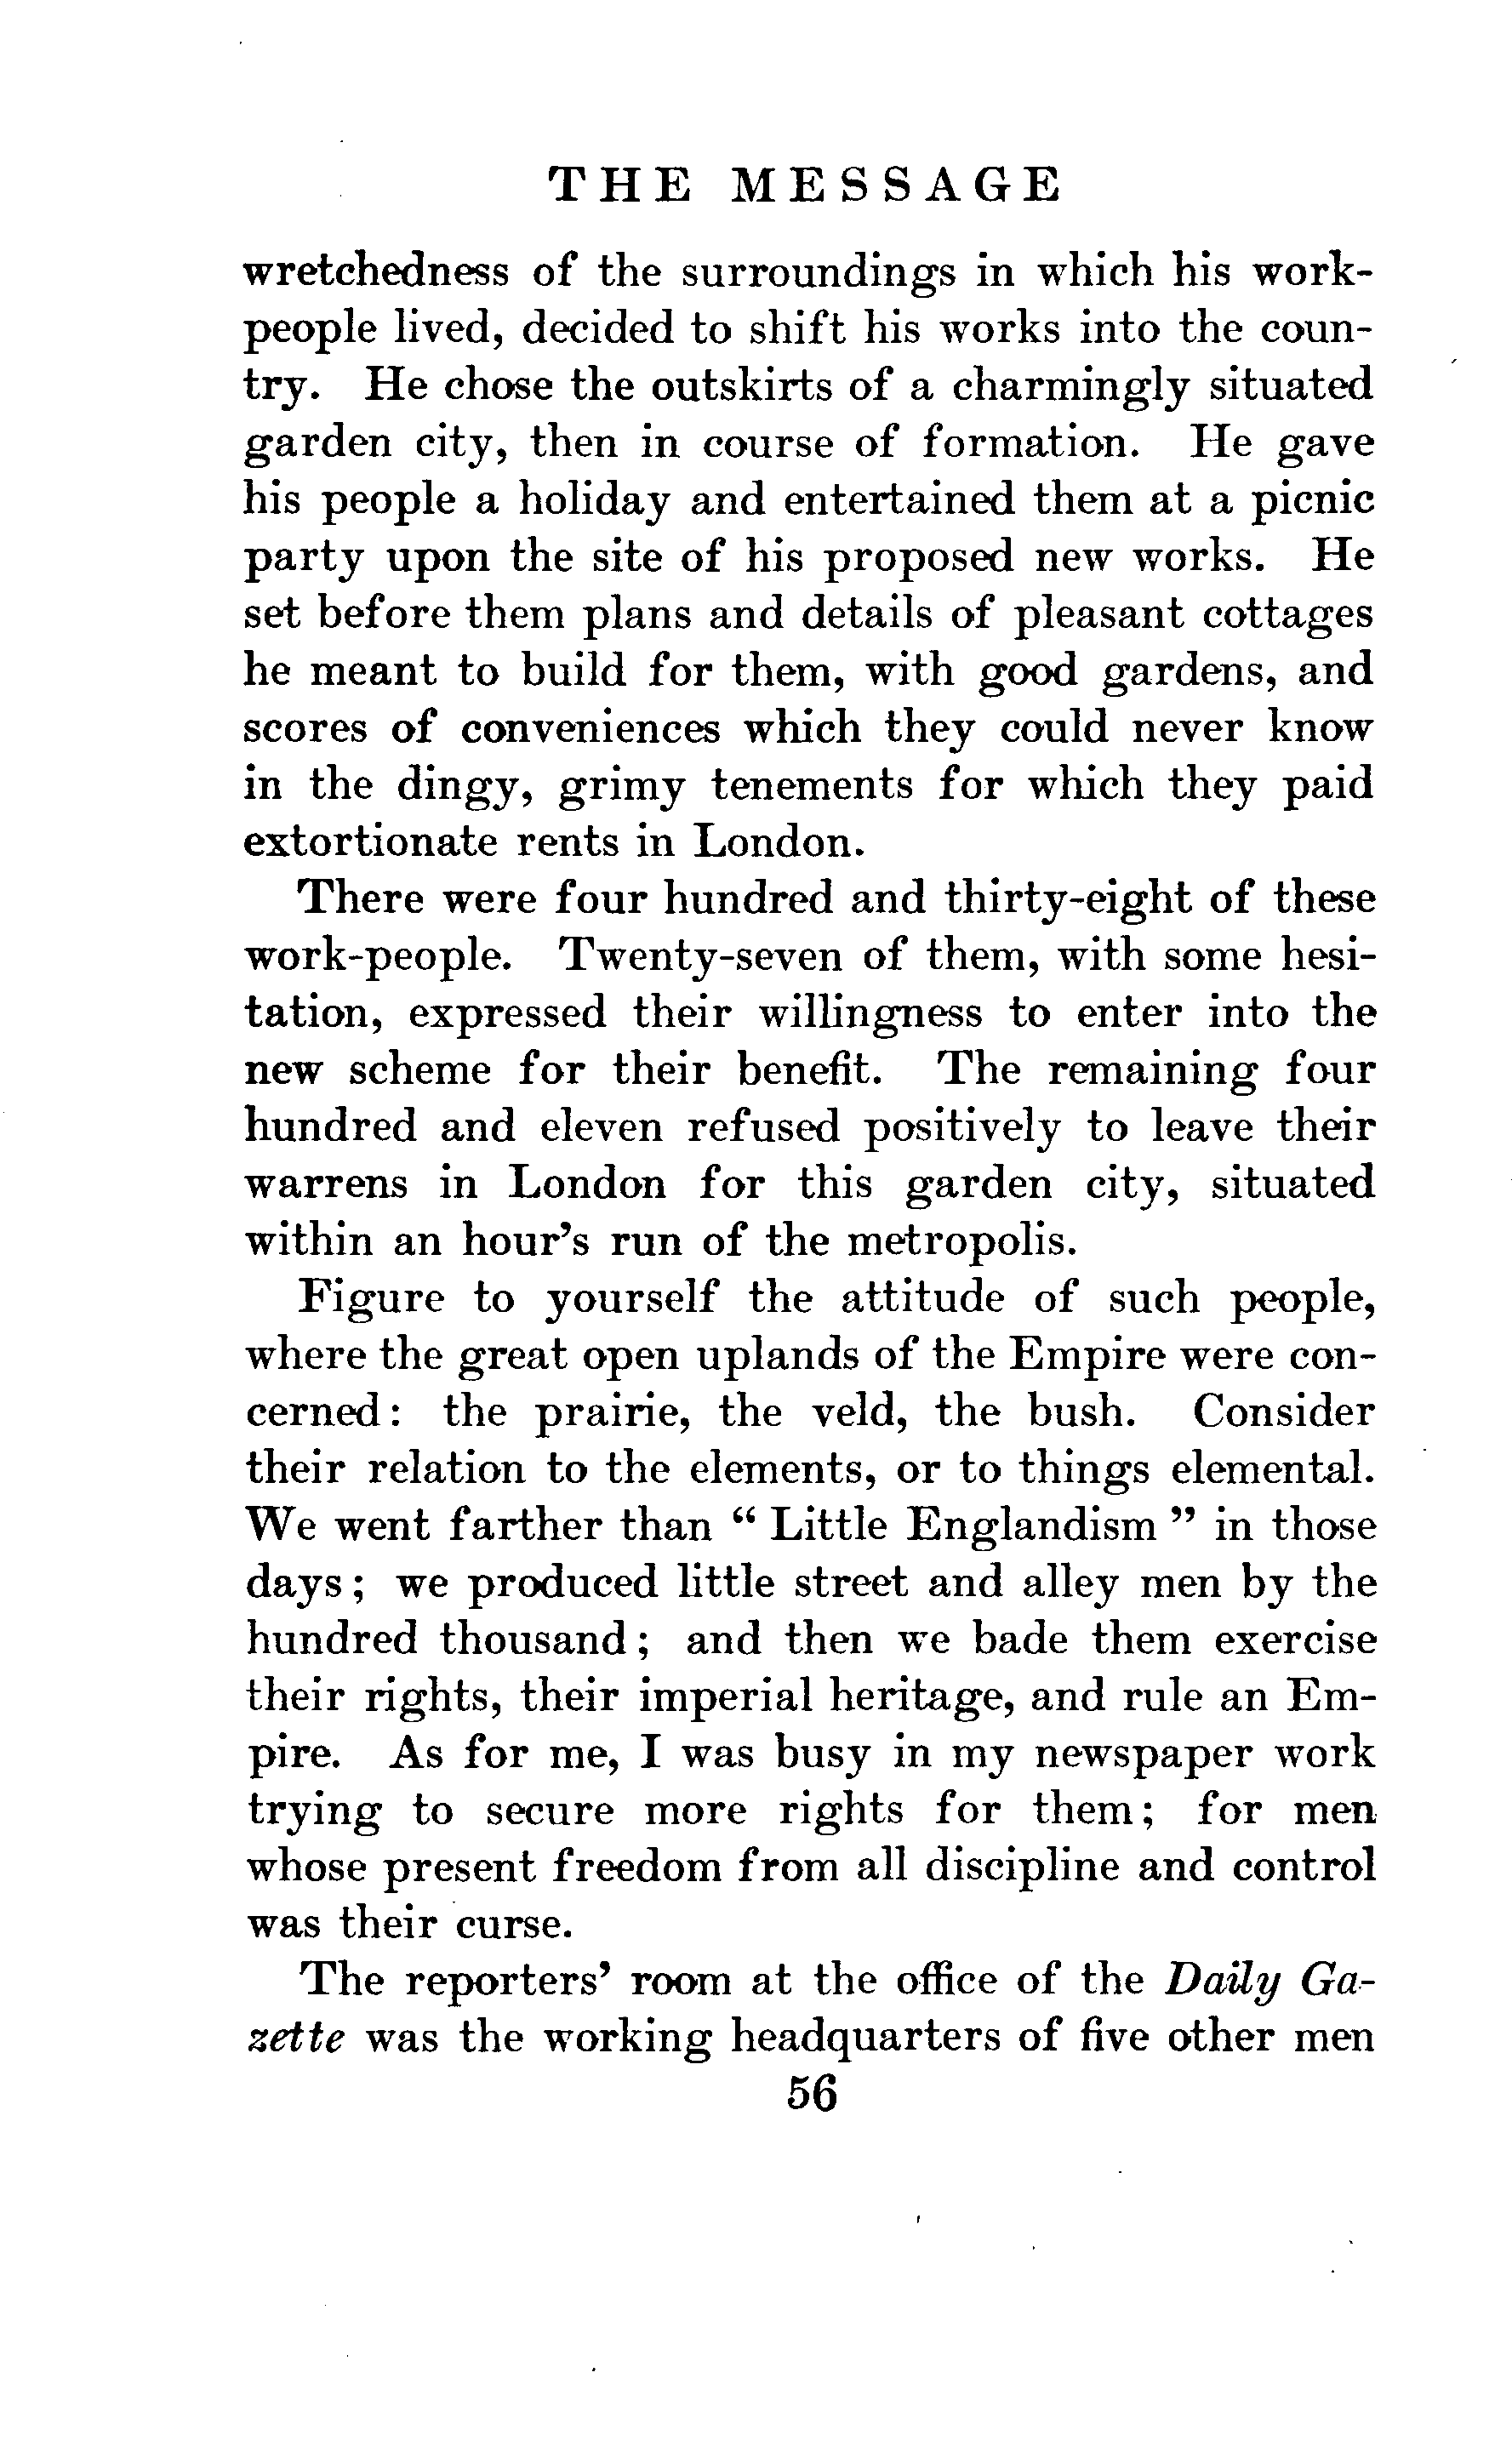 THE MESSAGE
wretchedness of the surroundings in which his work-
people lived, decided to shift his works into the coun-
try. He chose the outskirts of a charmingly situated
garden city, then in course of formation. He gave
his people a holiday and entertained them at a picnic
party upon the site of his proposed new works. He
set before them plans and details of pleasant cottages
he meant to build for them, with good gardens, and
scores of conveniences which they could never know
in the dingy, grimy tenements for which they paid
extortionate rents in London.
There were four hundred and thirty-eight of these
work-people. Twenty-seven of them, with some hesi-
tation, expressed their willingness to enter into the
new scheme for their benefit. The remaining four
hundred and eleven refused positively to leave their
warrens in London for this garden city, situated
within an hour's run of the metropolis.
Figure to yourself the attitude of such people,
where the great open uplands of the Empire were con-
cerned: the prairie, the veld, the bush. Consider
their relation to the elements, or to things elemental.
We went farther than “ Little Englandism ” in those
days; we produced little street and alley men by the
hundred thousand; and then we bade them exercise
their rights, their imperial heritage, and rule an Em-
pire. As for me, I was busy in my newspaper work
trying to secure more rights for them; for men
whose present freedom from all discipline and control
was their curse.
The reporters' room at the office of the Daily Ga-
zette was the working headquarters of five other men
56